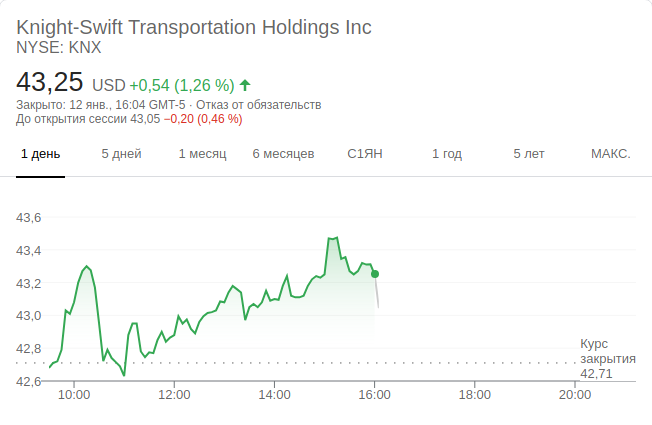 Knight-Swift Transportation Holdings Inc
NYSE: KNX
43,25 USD +0,54 (1,26 %)
Закрыто: 12 янв., 16:04 GMT-5 · Отказ от обязательств
До открытия сессии 43,05 −0,20 (0,46 %)
1 день 5 дней 1 месяц 6 месяцев С1ЯН 1 год 5 лет МАКС.
43,6
43,4
43,2
43,0
42,8
42,6
Курс
закрытия
42,71
10:00 12:00 14:00 16:00 18:00 20:00